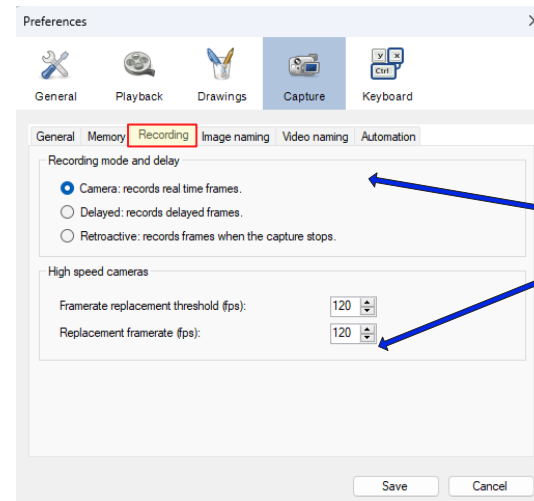 Preferences
Y X
Ctrl
General Playback Drawings Capture Keyboard
General Memory Recording Image naming Video naming Automation
Recording mode and delay
Camera: records real time frames.
Delayed: records delayed frames.
Retroactive: records frames when the capture stops.
High speed cameras
Framerate replacement threshold (fps): 120
Replacement framerate (fps): 120
Save Cancel